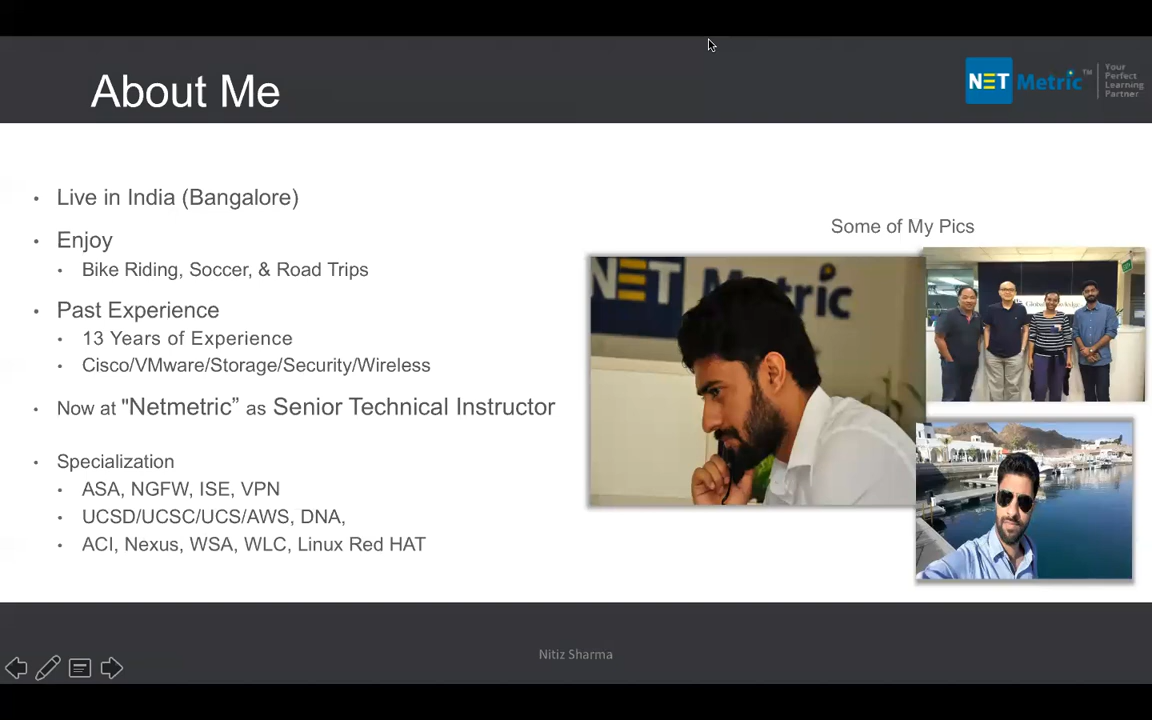 About Me
NET Metric™
Your
Perfect
Learning
Partner
• Live in India (Bangalore)
• Enjoy
• Bike Riding, Soccer, & Road Trips
• Past Experience
• 13 Years of Experience
• Cisco/VMware/Storage/Security/Wireless
• Now at "Netmetric” as Senior Technical Instructor
• Specialization
• ASA, NGFW, ISE, VPN
• UCSD/UCSC/UCS/AWS, DNA,
• ACI, Nexus, WSA, WLC, Linux Red HAT
Some of My Pics
NET Metric
Global Knowledge
Nitiz Sharma